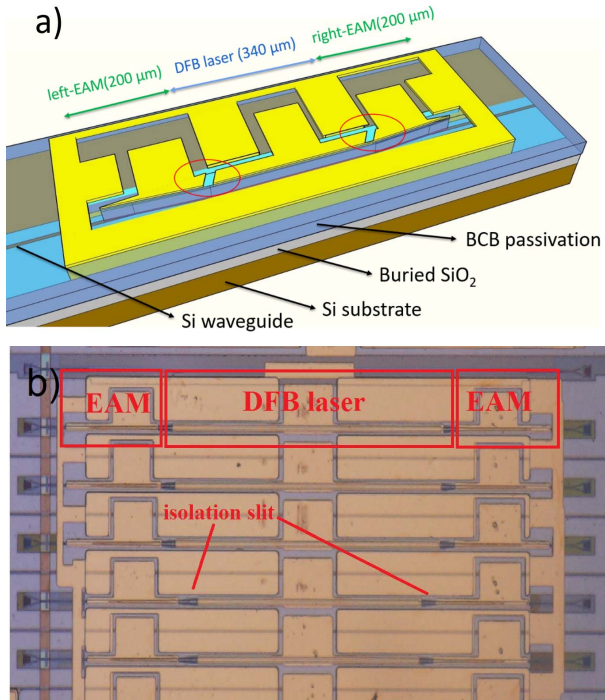 a)
left-EAM(200 µm)
DFB laser (340 µm)
right-EAM(200 µm)
BCB passivation
Buried SiO₂
Si substrate
Si waveguide
b)
EAM
DFB laser
EAM
isolation slit